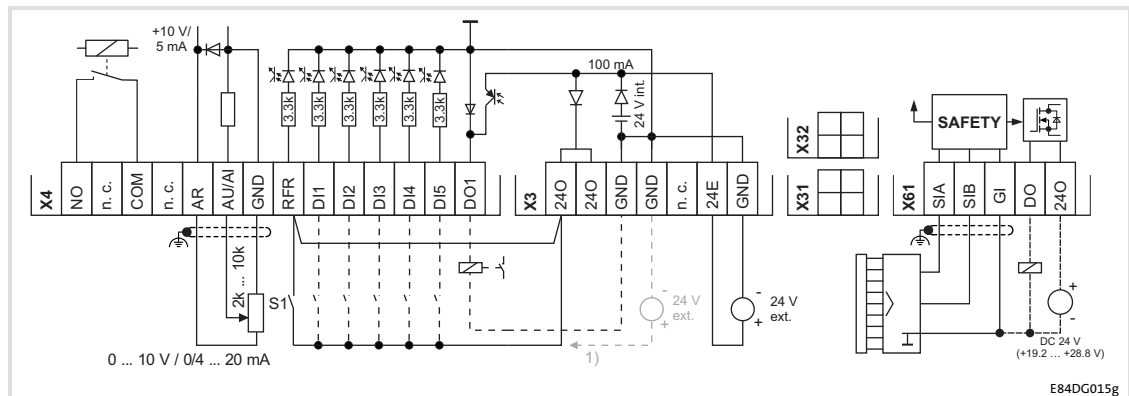 +10 V/
5 mA
3.3k
3.3k
3.3k
3.3k
3.3k
3.3k
100 mA
24 V int.
X4
NO
n. c.
COM
n. c.
AR
AU/AI
GND
RFR
DI1
DI2
DI3
DI4
DI5
DO1
X3
24O
24O
GND
GND
n. c.
24E
GND
X32
X31
SAFETY
X61
SIA
SIB
GI
DO
24O
2k ... 10k
S1
0 ... 10 V / 0/4 ... 20 mA
-
24 V
ext.
+
1)
-
24 V
ext.
+
+
-
DC 24 V
(+19.2 ... +28.8 V)
E84DG015g